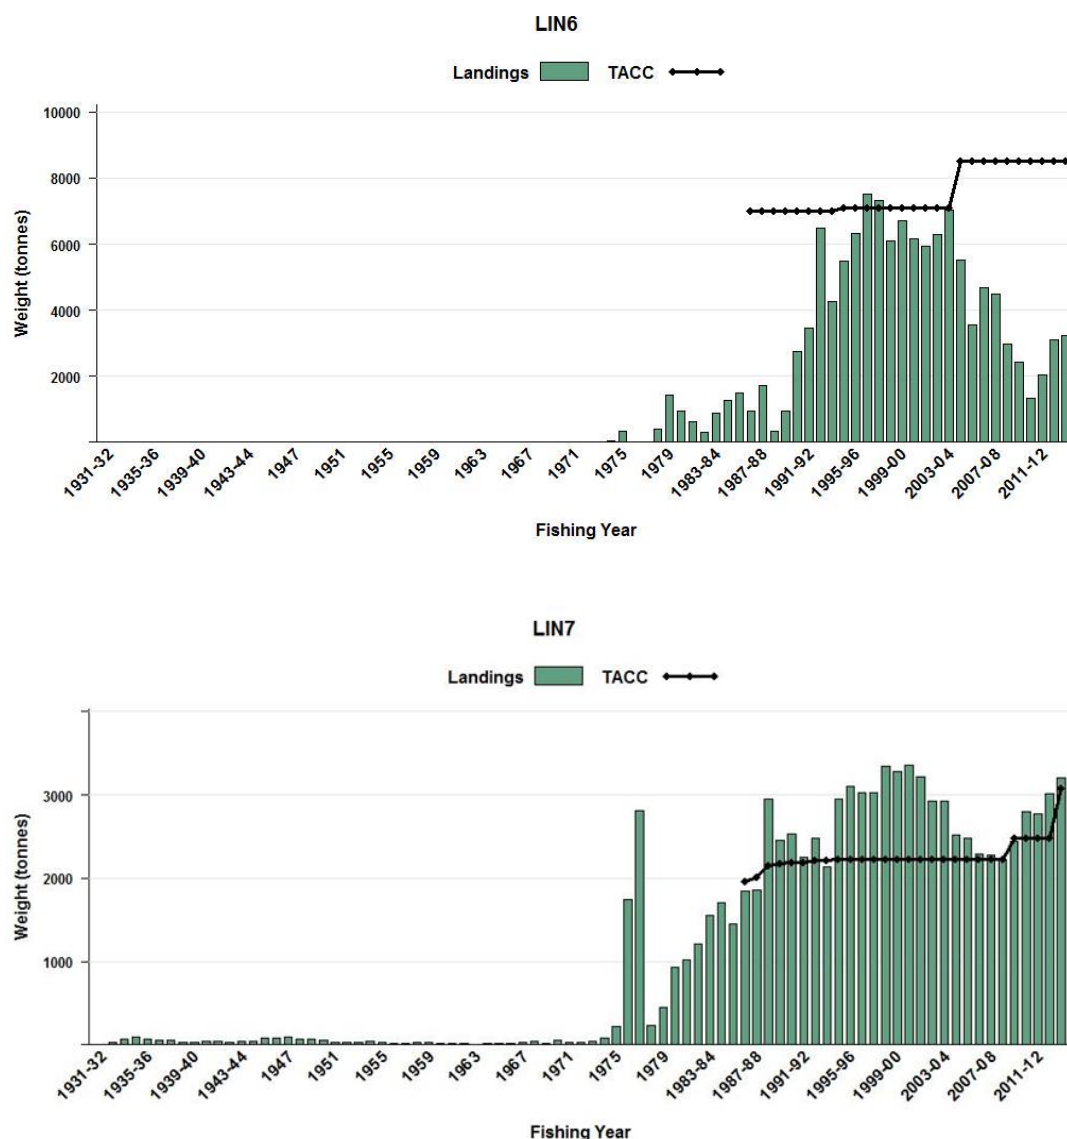 LIN6
Landings TACC
10000
8000
6000
4000
2000
Weight (tonnes)
1931-32 1935-36 1939-40 1943-44 1947 1951 1955 1959 1963 1967 1971 1975 1979 1983-84 1987-88 1991-92 1995-96 1999-00 2003-04 2007-08 2011-12
Fishing Year
LIN7
Landings TACC
3000
2000
1000
Weight (tonnes)
1931-32 1935-36 1939-40 1943-44 1947 1951 1955 1959 1963 1967 1971 1975 1979 1983-84 1987-88 1991-92 1995-96 1999-00 2003-04 2007-08 2011-12
Fishing Year